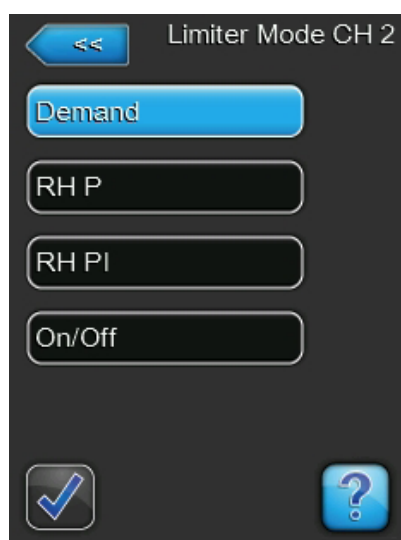 << Limiter Mode CH 2
Demand
RH P
RH PI
On/Off
?